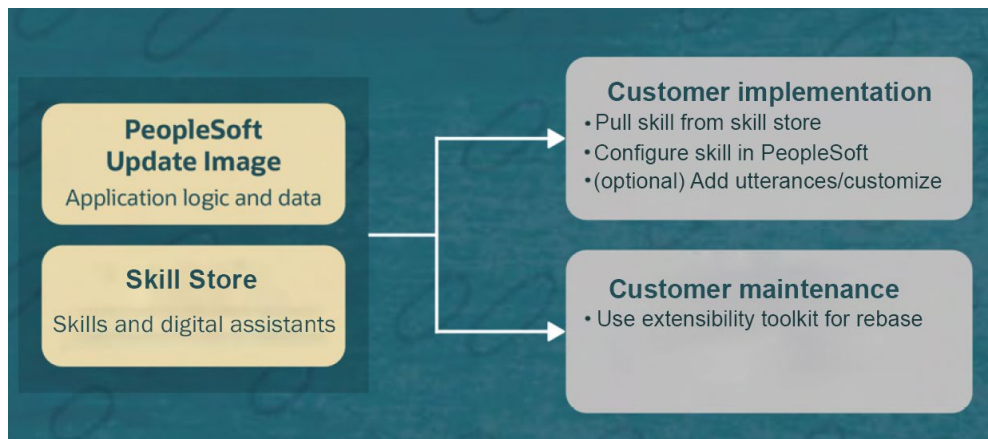 PeopleSoft
Update Image
Application logic and data
Skill Store
Skills and digital assistants
Customer implementation
• Pull skill from skill store
• Configure skill in PeopleSoft
• (optional) Add utterances/customize
Customer maintenance
• Use extensibility toolkit for rebase